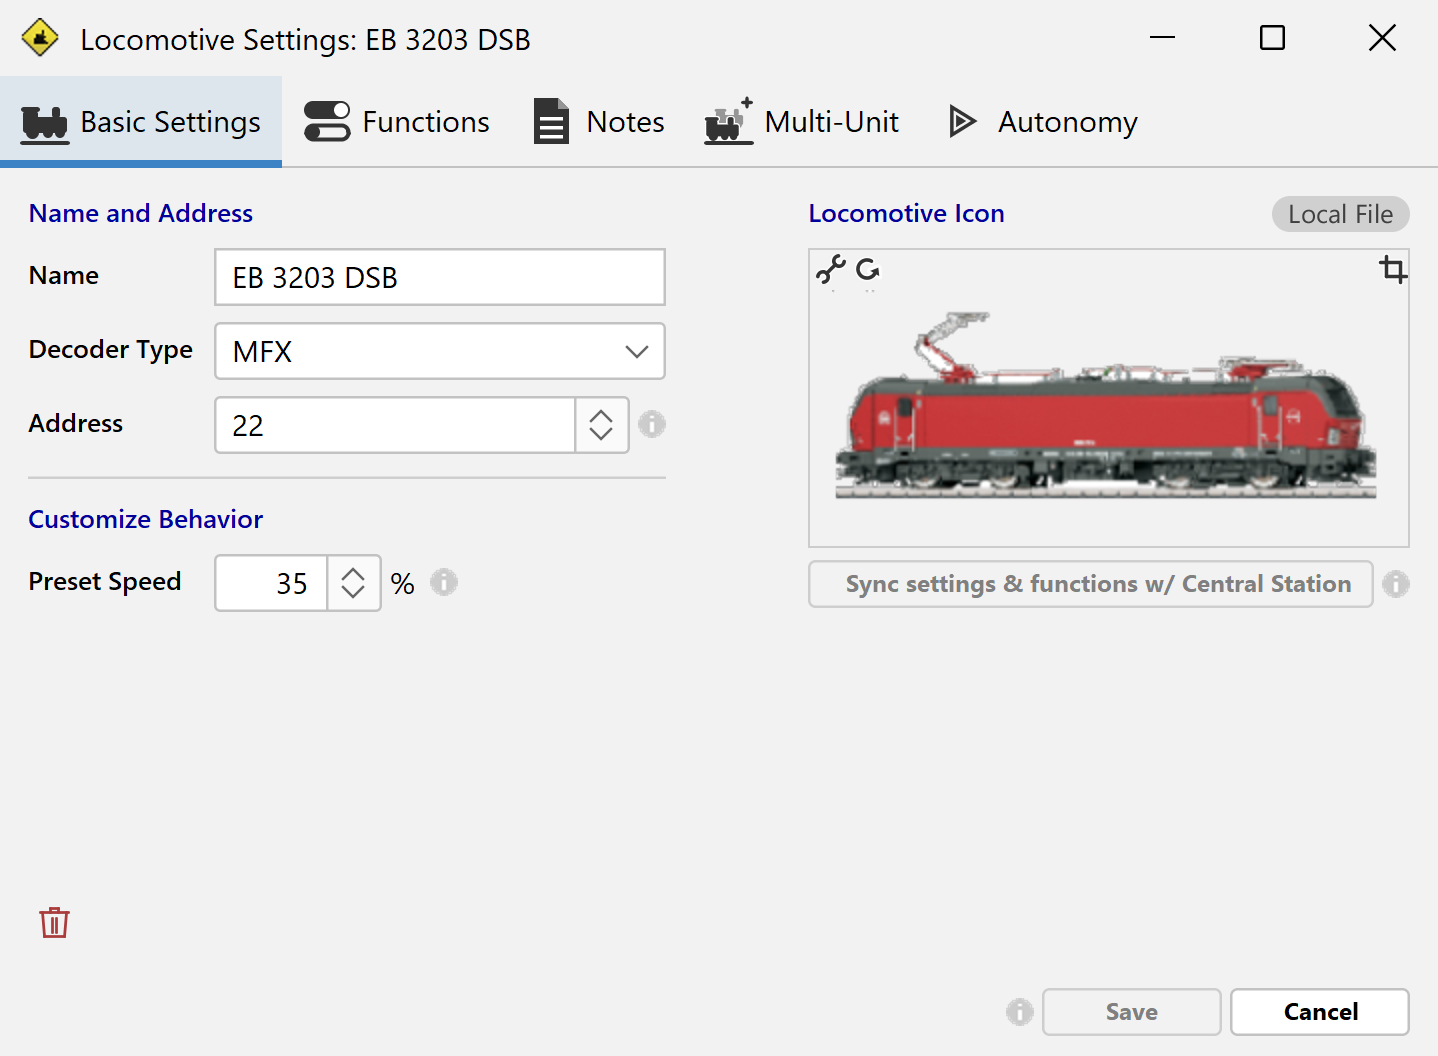 Locomotive Settings: EB 3203 DSB
Basic Settings
Functions
Notes
Multi-Unit
Autonomy
Name and Address
Name
EB 3203 DSB
Decoder Type
MFX
Address
22
Customize Behavior
Preset Speed
35
%
Locomotive Icon
Local File
Sync settings & functions w/ Central Station
Save
Cancel